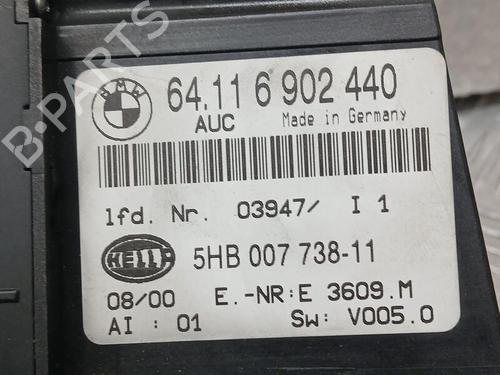 B-PARTS
BMW
64.11 6 902 440
AUC Made in Germany
lfd. Nr. 03947/ I 1
HELLA 5HB 007 738-11
08/00 E.-NR:E 3609.M
AI : 01 Sw: V005.0